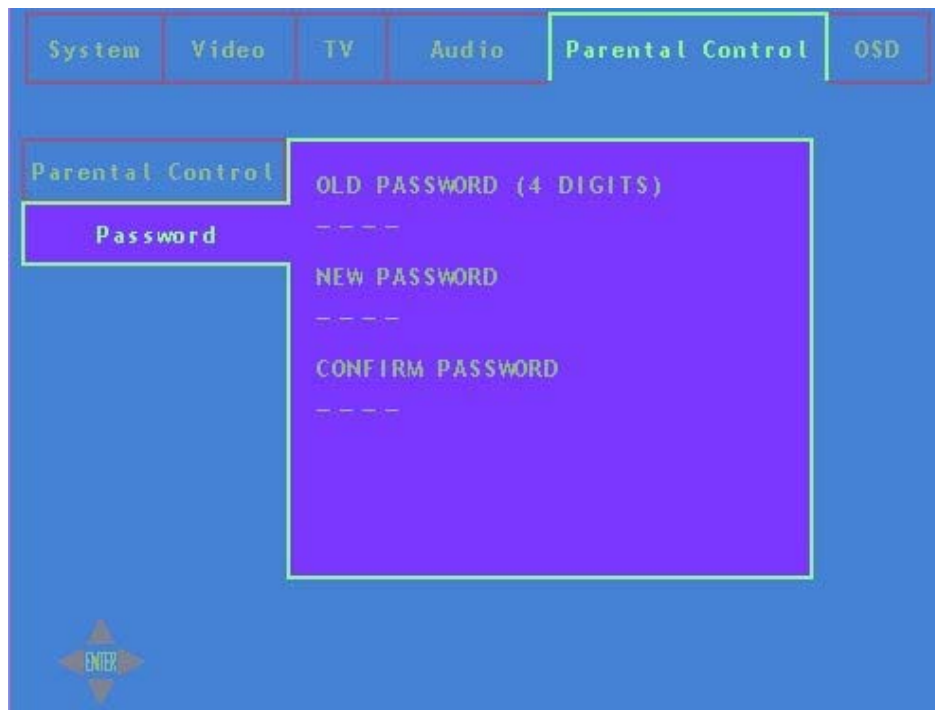 System Video TV Audio Parental Control OSD
Parental Control
Password
OLD PASSWORD (4 DIGITS)
_ _ _ _
NEW PASSWORD
_ _ _ _
CONFIRM PASSWORD
_ _ _ _
ENTER